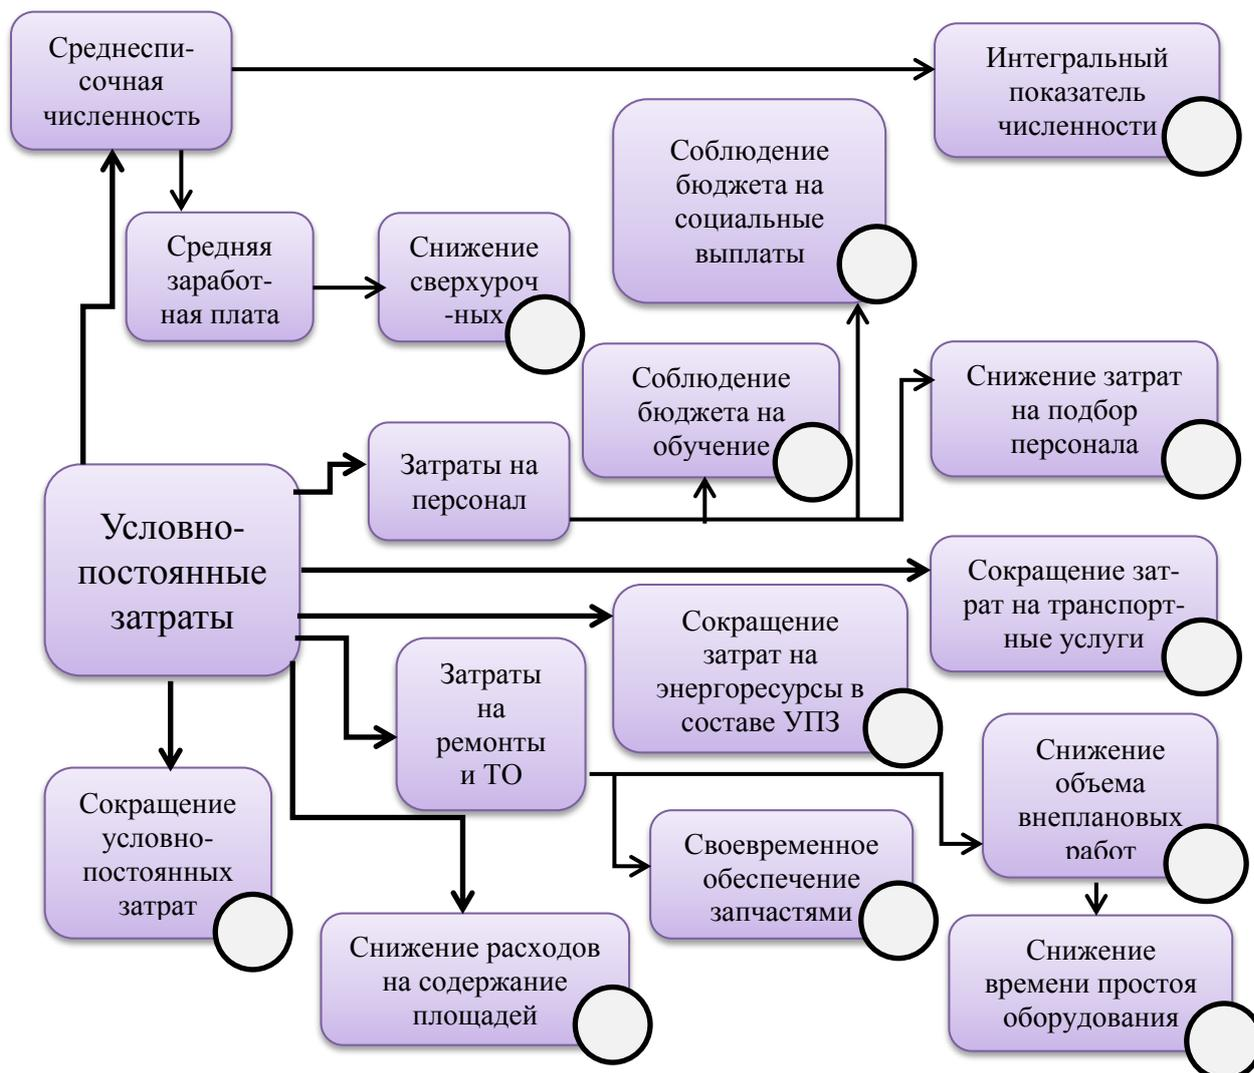 Среднеспи-
сочная
численность
Интегральный
показатель
численности
Соблюдение
бюджета на
социальные
выплаты
Средняя
заработ-
ная плата
Снижение
сверхуроч
-ных
Соблюдение
бюджета на
обучение
Снижение затрат
на подбор
персонала
Затраты на
персонал
Условно-
постоянные
затраты
Сокращение зат-
рат на транспорт-
ные услуги
Сокращение
затрат на
энергоресурсы в
составе УПЗ
Затраты
на
ремонты
и ТО
Снижение
объема
внеплановых
работ
Сокращение
условно-
постоянных
затрат
Своевременное
обеспечение
запчастями
Снижение расходов
на содержание
площадей
Снижение
времени простоя
оборудования